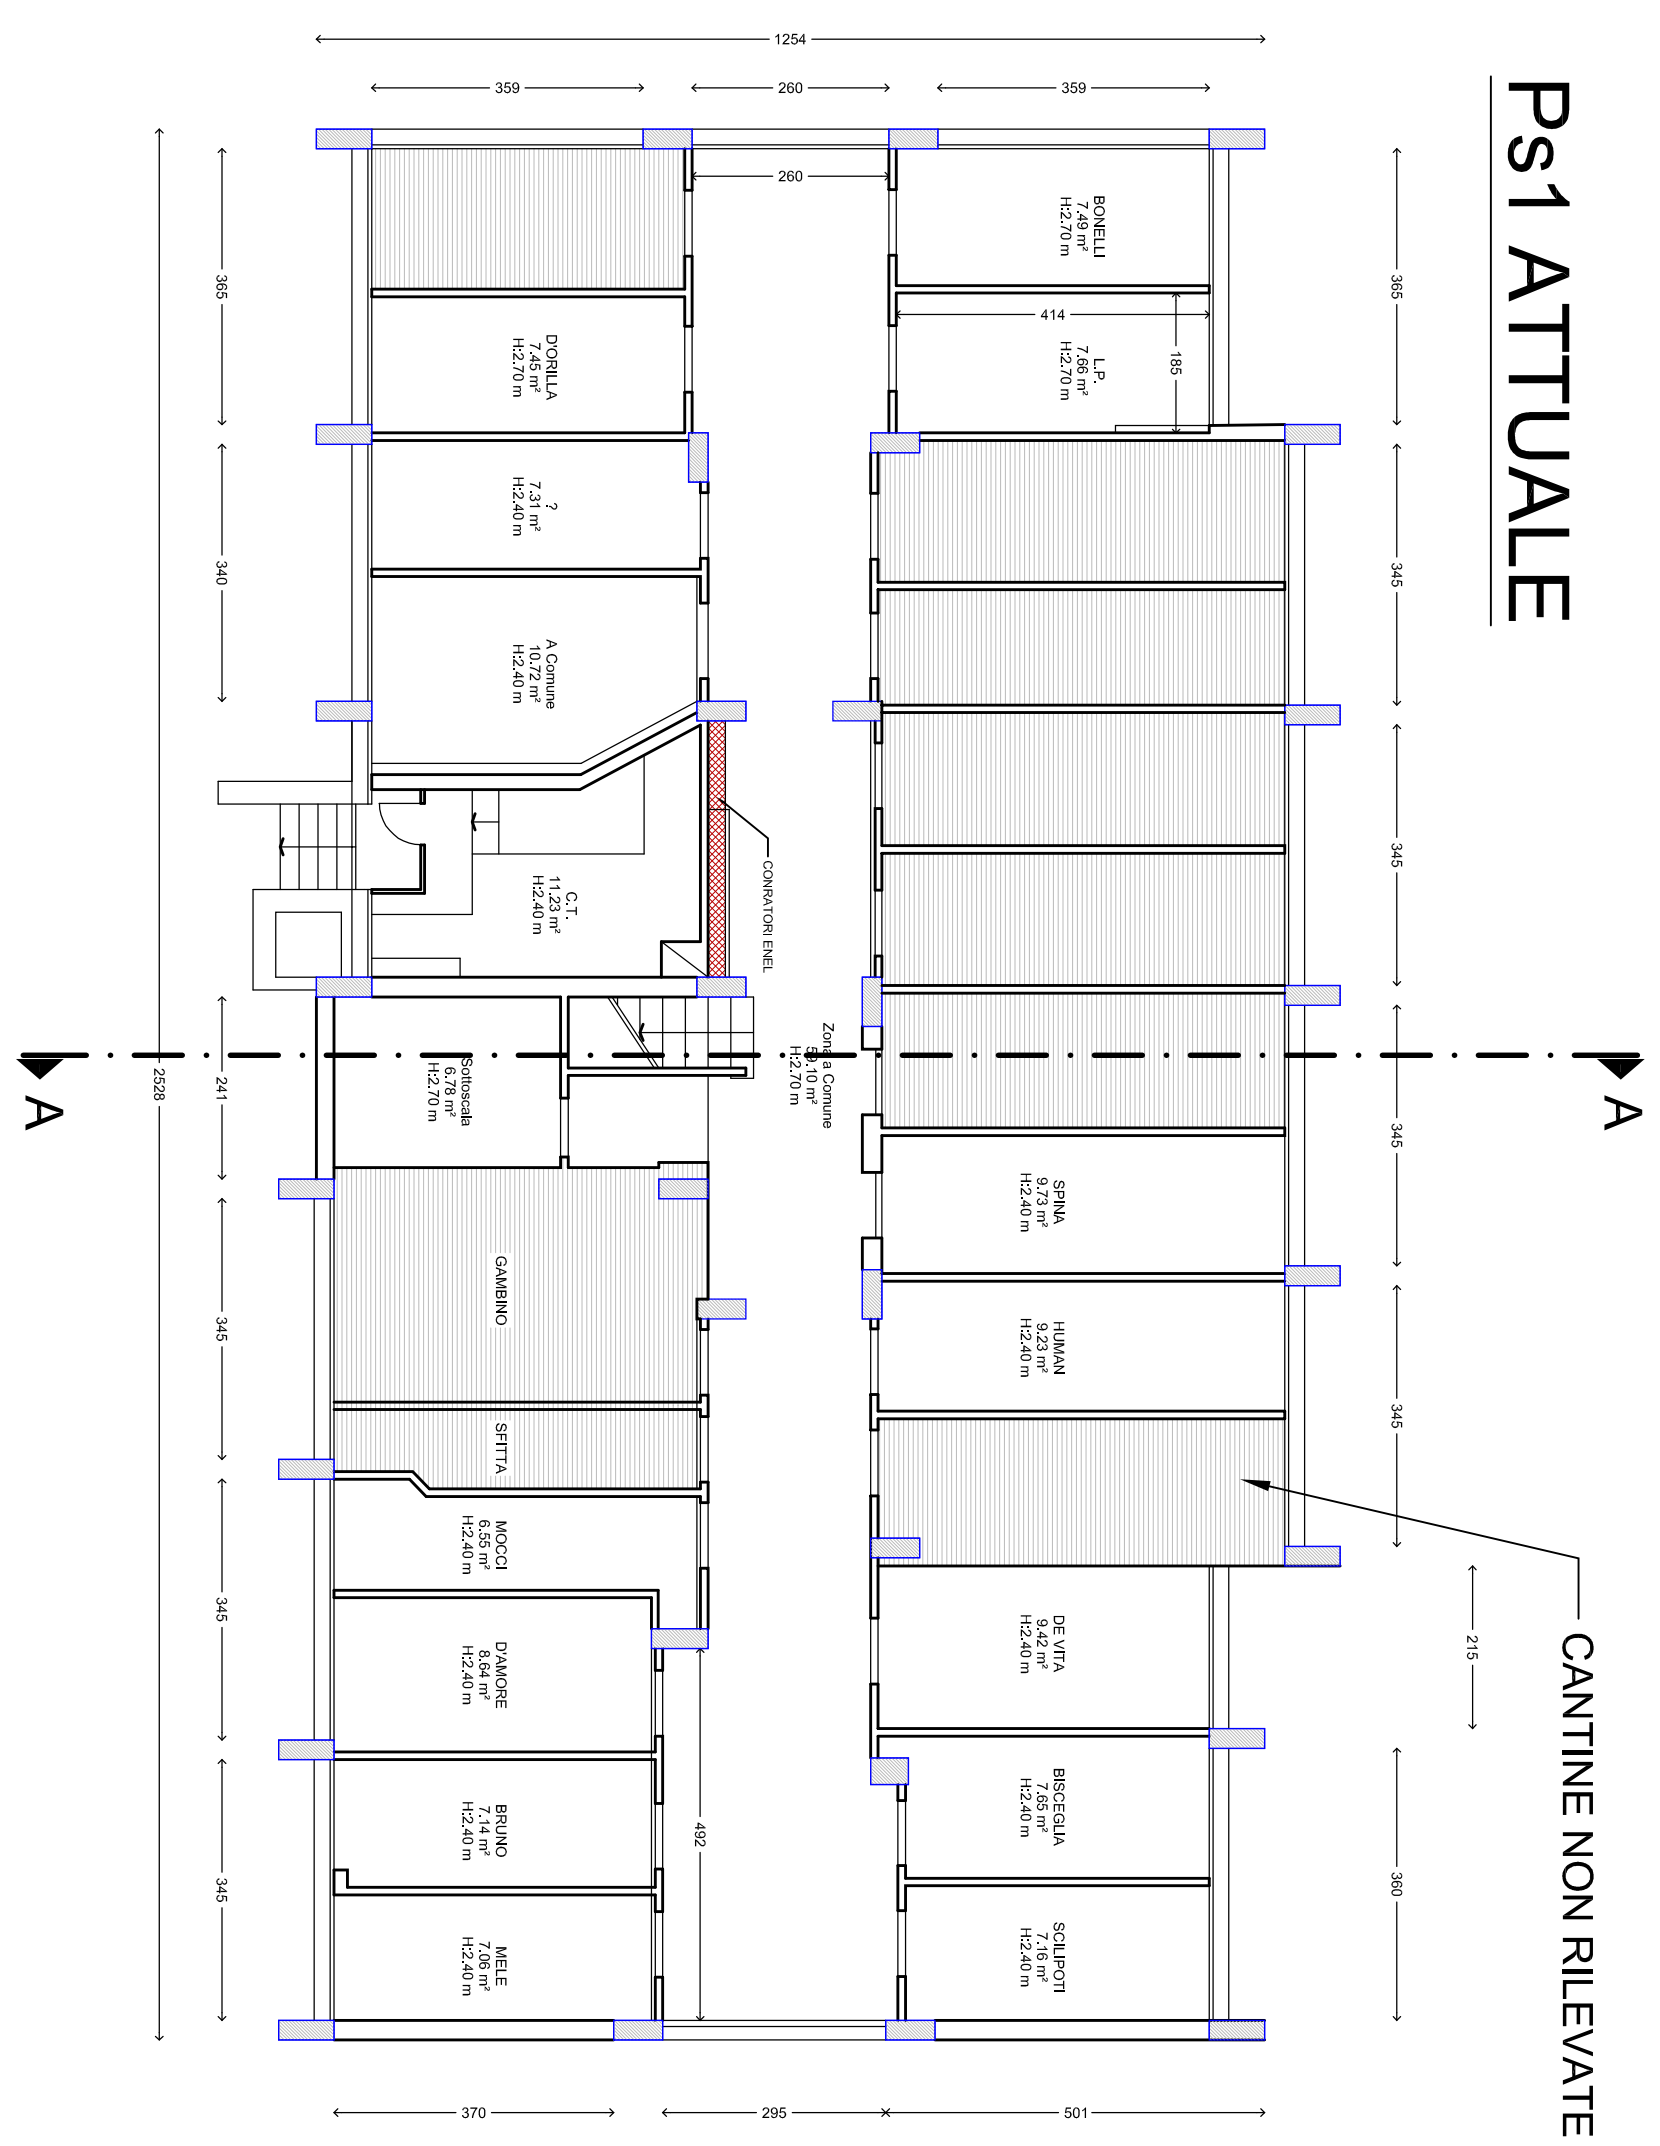 Ps1 ATTUALE
1254
359
260
359
260
365
BONELLI
7.49 m²
H:2.70 m
414
185
L.P.
7.66 m²
H:2.70 m
365
D'ORILLA
7.45 m²
H:2.70 m
?
7.31 m²
H:2.40 m
340
345
A Comune
10.72 m²
H:2.40 m
345
CONRATORI ENEL
C.T.
11.23 m²
H:2.40 m
Zona a Comune
59.10 m²
H:2.70 m
Sottoscala
6.78 m²
H:2.70 m
241
2528
A
A
345
SPINA
9.73 m²
H:2.40 m
GAMBINO
345
HUMAN
9.23 m²
H:2.40 m
345
SFITTA
MOCCI
6.55 m²
H:2.40 m
345
D'AMORE
8.64 m²
H:2.40 m
DE VITA
9.42 m²
H:2.40 m
215
CANTINE NON RILEVATE
BRUNO
7.14 m²
H:2.40 m
492
BISCEGLIA
7.65 m²
H:2.40 m
345
360
MELE
7.06 m²
H:2.40 m
SCILIPOTI
7.16 m²
H:2.40 m
370
295
501